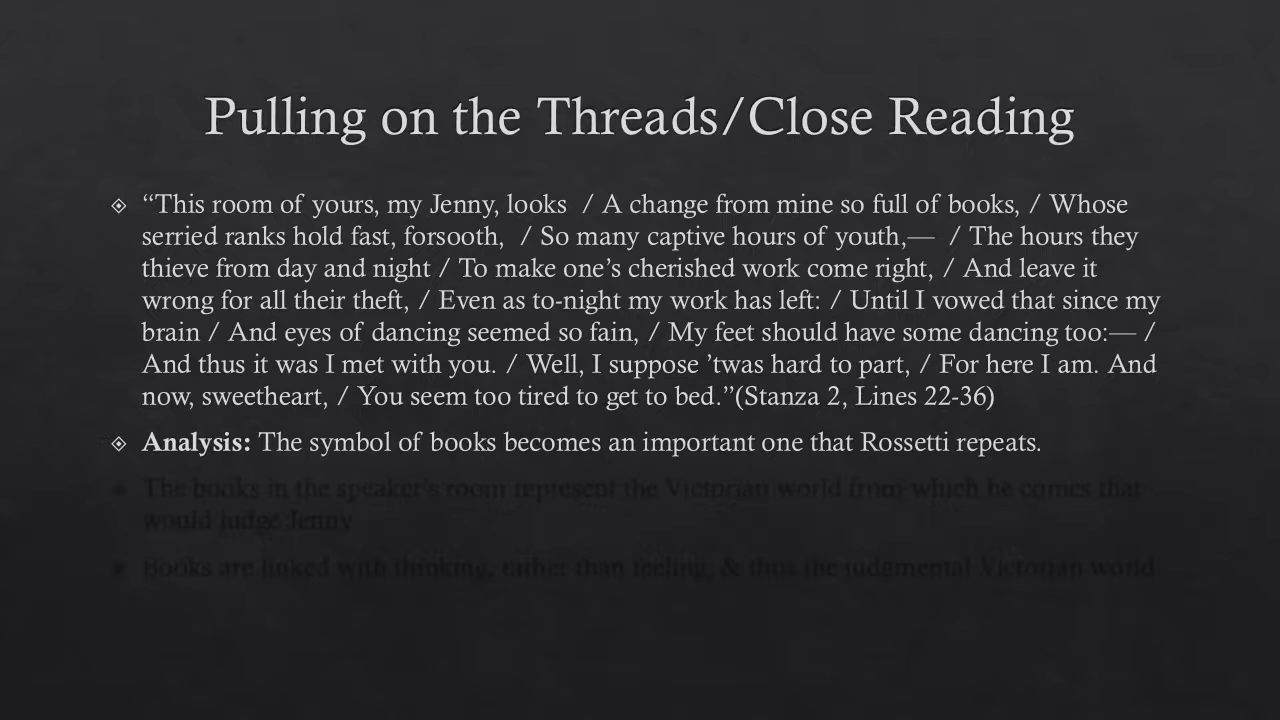 Pulling on the Threads/Close Reading
“This room of yours, my Jenny, looks / A change from mine so full of books, / Whose
serried ranks hold fast, forsooth, / So many captive hours of youth,— / The hours they
thieve from day and night / To make one’s cherished work come right, / And leave it
wrong for all their theft, / Even as to-night my work has left: / Until I vowed that since my
brain / And eyes of dancing seemed so fain, / My feet should have some dancing too:— /
And thus it was I met with you. / Well, I suppose ’twas hard to part, / For here I am. And
now, sweetheart, / You seem too tired to get to bed.”(Stanza 2, Lines 22-36)
Analysis: The symbol of books becomes an important one that Rossetti repeats.
The books in the speaker's room represent the Victorian world from which he comes that
would judge Jenny
Books are linked with thinking, rather than feeling; & thus the judgmental Victorian world